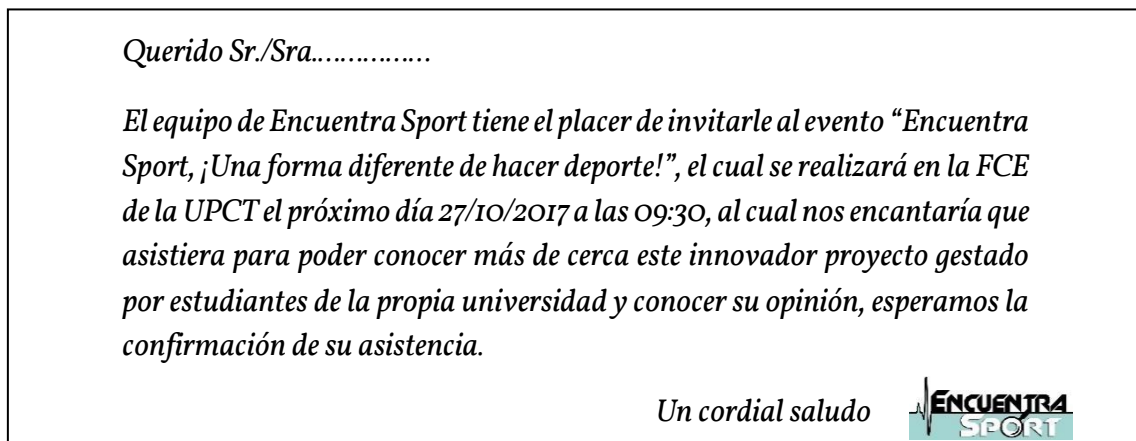 Querido Sr./Sra.……………
El equipo de Encuentra Sport tiene el placer de invitarle al evento “Encuentra
Sport, ¡Una forma diferente de hacer deporte!”, el cual se realizará en la FCE
de la UPCT el próximo día 27/10/2017 a las 09:30, al cual nos encantaría que
asistiera para poder conocer más de cerca este innovador proyecto gestado
por estudiantes de la propia universidad y conocer su opinión, esperamos la
confirmación de su asistencia.
Un cordial saludo
ENCUENTRA
SPORT